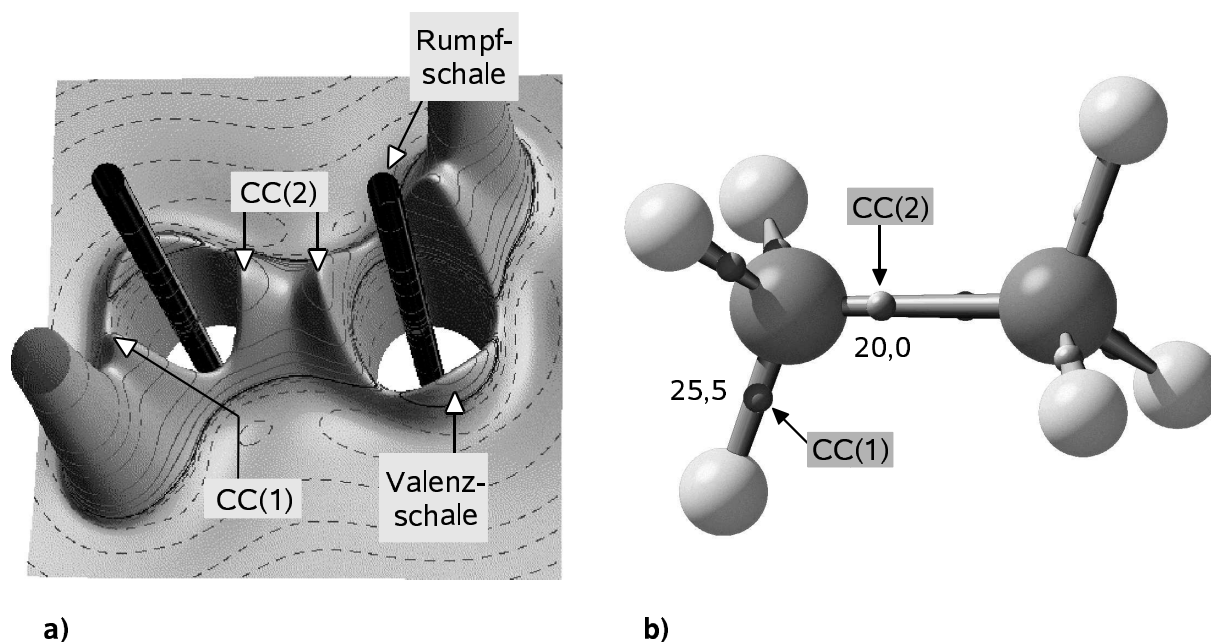 Rumpf-
schale
CC(2)
CC(1)
Valenz-
schale
a)
CC(2)
20,0
25,5
CC(1)
b)